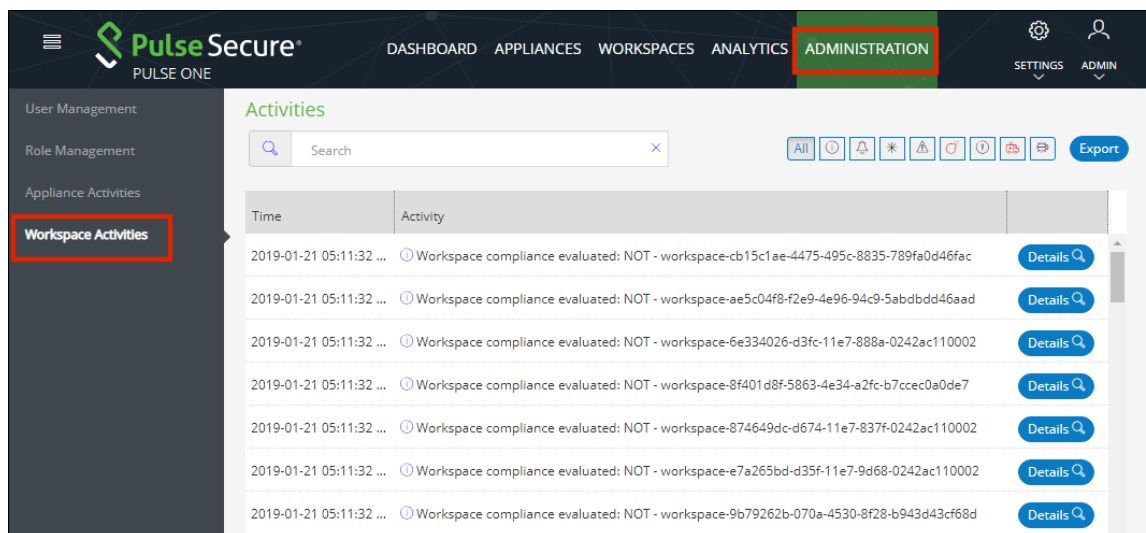 Pulse Secure®
PULSE ONE
DASHBOARD APPLIANCES WORKSPACES ANALYTICS ADMINISTRATION
SETTINGS ADMIN
User Management
Role Management
Appliance Activities
Workspace Activities
Activities
Search
All
Export
Time Activity
2019-01-21 05:11:32 ... Workspace compliance evaluated: NOT - workspace-cb15c1ae-4475-495c-8835-789fa0d46fac Details
2019-01-21 05:11:32 ... Workspace compliance evaluated: NOT - workspace-ae5c04f8-f2e9-4e96-94c9-5abdbdd46aad Details
2019-01-21 05:11:32 ... Workspace compliance evaluated: NOT - workspace-6e334026-d3fc-11e7-888a-0242ac110002 Details
2019-01-21 05:11:32 ... Workspace compliance evaluated: NOT - workspace-8f401d8f-5863-4e34-a2fc-b7ccec0a0de7 Details
2019-01-21 05:11:32 ... Workspace compliance evaluated: NOT - workspace-874649dc-d674-11e7-837f-0242ac110002 Details
2019-01-21 05:11:32 ... Workspace compliance evaluated: NOT - workspace-e7a265bd-d35f-11e7-9d68-0242ac110002 Details
2019-01-21 05:11:32 ... Workspace compliance evaluated: NOT - workspace-9b79262b-070a-4530-8f28-b943d43cf68d Details